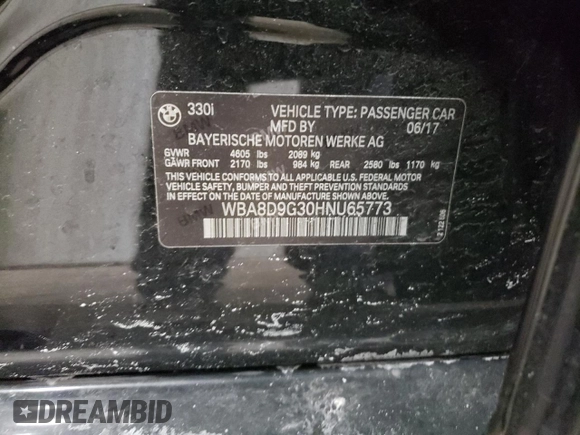 330i VEHICLE TYPE: PASSENGER CAR
MFD BY 06/17
BAYERISCHE MOTOREN WERKE AG
GVWR 4605 lbs 2089 kg
GAWR FRONT 2170 lbs 984 kg REAR 2580 lbs 1170 kg
THIS VEHICLE CONFORMS TO ALL APPLICABLE U.S. FEDERAL MOTOR
VEHICLE SAFETY, BUMPER, AND THEFT PREVENTION STANDARDS
IN EFFECT ON THE DATE OF MANUFACTURE SHOWN ABOVE.
WBA8D9G30HNU65773
DREAMBID